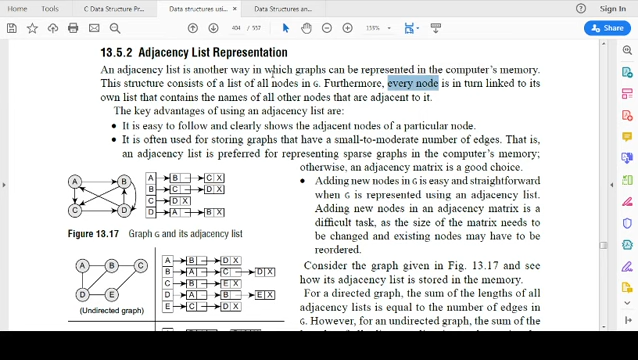 Home
Tools
C Data Structure Pr...
Data structures usi...
Data Structures an...
Sign In
404 / 557
155%
13.5.2 Adjacency List Representation
An adjacency list is another way in which graphs can be represented in the computer's memory.
This structure consists of a list of all nodes in G. Furthermore, every node is in turn linked to its
own list that contains the names of all other nodes that are adjacent to it.
The key advantages of using an adjacency list are:
• It is easy to follow and clearly shows the adjacent nodes of a particular node.
• It is often used for storing graphs that have a small-to-moderate number of edges. That is,
an adjacency list is preferred for representing sparse graphs in the computer's memory;
otherwise, an adjacency matrix is a good choice.
• Adding new nodes in G is easy and straightforward
when G is represented using an adjacency list.
Adding new nodes in an adjacency matrix is a
difficult task, as the size of the matrix needs to
be changed and existing nodes may have to be
reordered.
A B
C D
A B C X
B C D X
C D X
D A B X
Figure 13.17 Graph G and its adjacency list
Consider the graph given in Fig. 13.17 and see
how its adjacency list is stored in the memory.
For a directed graph, the sum of the lengths of all
adjacency lists is equal to the number of edges in
G. However, for an undirected graph, the sum of the
A B C
D E
(Undirected graph)
A B D X
B A C D X
C B E X
D A B E X
E C D X